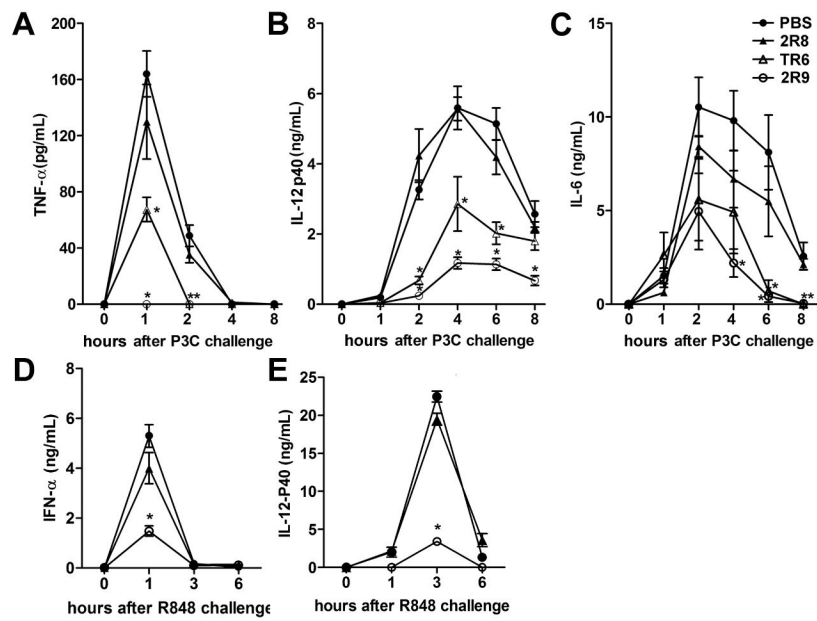 A
TNF-α(pg/mL)
160
120
80
40
0
*
*
**
0 1 2 4 8
hours after P3C challenge
B
IL-12 p40 (ng/mL)
8
6
4
2
0
*
*
*
*
*
*
*
0 1 2 4 6 8
hours after P3C challenge
C
IL-6 (ng/mL)
15
10
5
0
PBS
2R8
TR6
2R9
*
*
*
**
0 1 2 4 6 8
hours after P3C challenge
D
IFN-α (ng/mL)
8
6
4
2
0
*
0 1 3 6
hours after R848 challenge
E
IL-12-P40 (ng/mL)
25
20
15
10
5
0
*
0 1 3 6
hours after R848 challenge